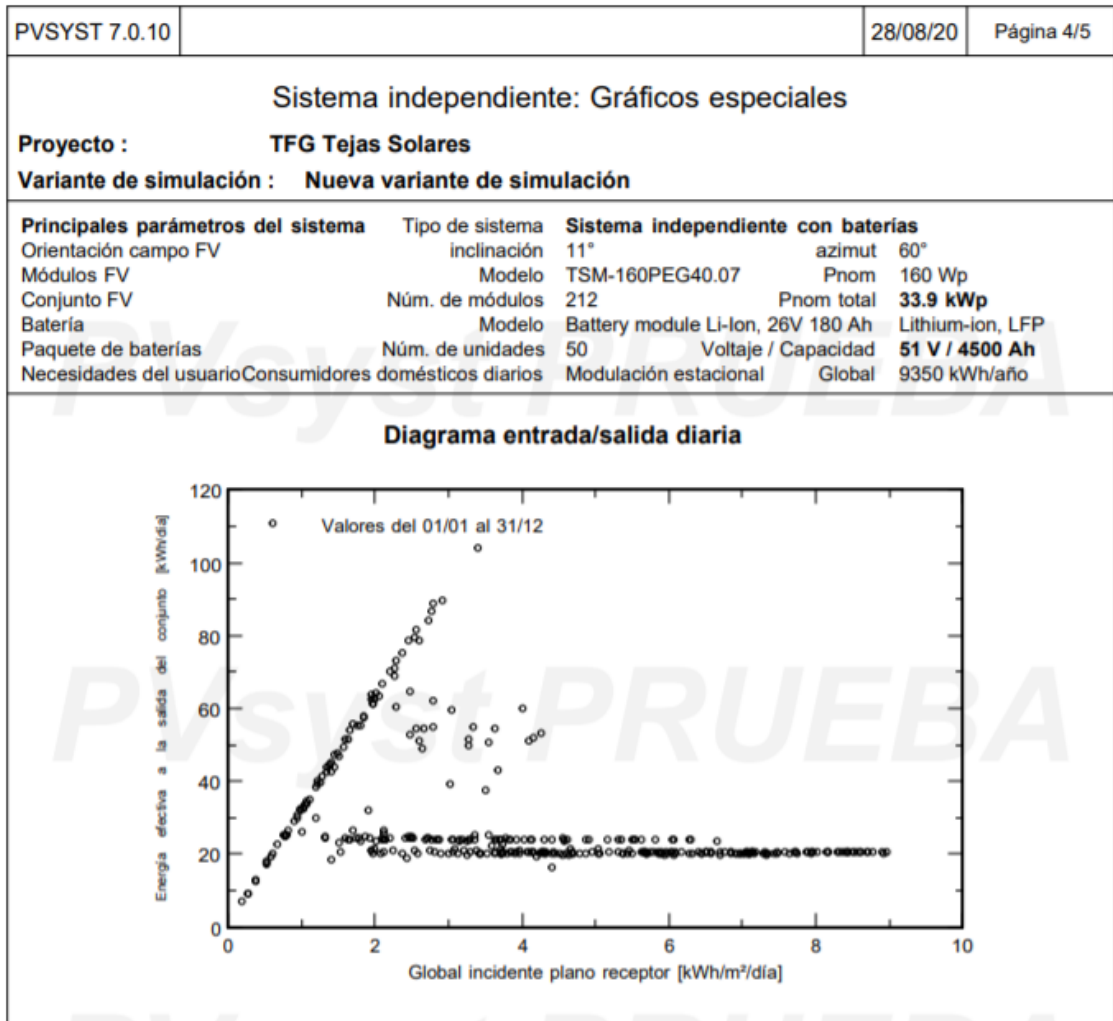 PVSYST 7.0.10 28/08/20 Página 4/5
Sistema independiente: Gráficos especiales
Proyecto : TFG Tejas Solares
Variante de simulación : Nueva variante de simulación
Principales parámetros del sistema Tipo de sistema Sistema independiente con baterías
Orientación campo FV inclinación 11° azimut 60°
Módulos FV Modelo TSM-160PEG40.07 Pnom 160 Wp
Conjunto FV Núm. de módulos 212 Pnom total 33.9 kWp
Batería Modelo Battery module Li-Ion, 26V 180 Ah Lithium-ion, LFP
Paquete de baterías Núm. de unidades 50 Voltaje / Capacidad 51 V / 4500 Ah
Necesidades del usuario Consumidores domésticos diarios Modulación estacional Global 9350 kWh/año
PVsyst PRUEBA
Diagrama entrada/salida diaria
Valores del 01/01 al 31/12
Energía efectiva a la salida del conjunto [kWh/día]
120
100
80
60
40
20
0
PVsyst PRUEBA
0 2 4 6 8 10
Global incidente plano receptor [kWh/m²/día]